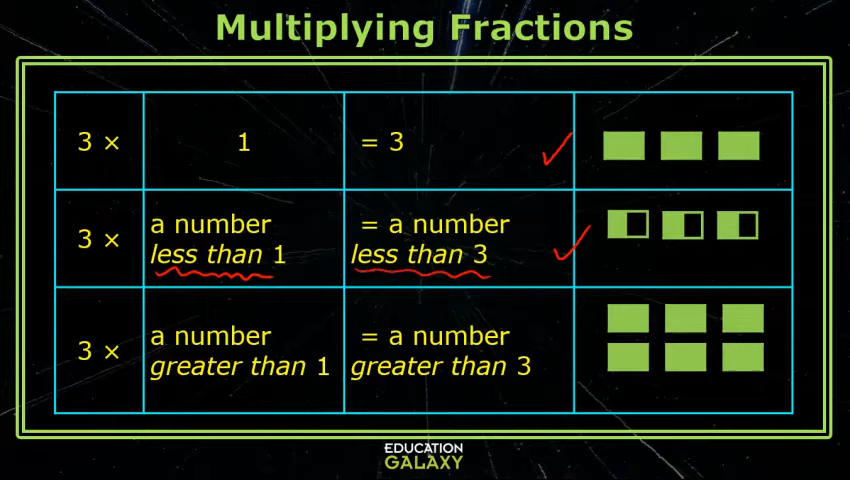 Multiplying Fractions
3 × 1 = 3
3 ×
a number
less than 1
= a number
less than 3
3 ×
a number
greater than 1
= a number
greater than 3
EDUCATION
GALAXY